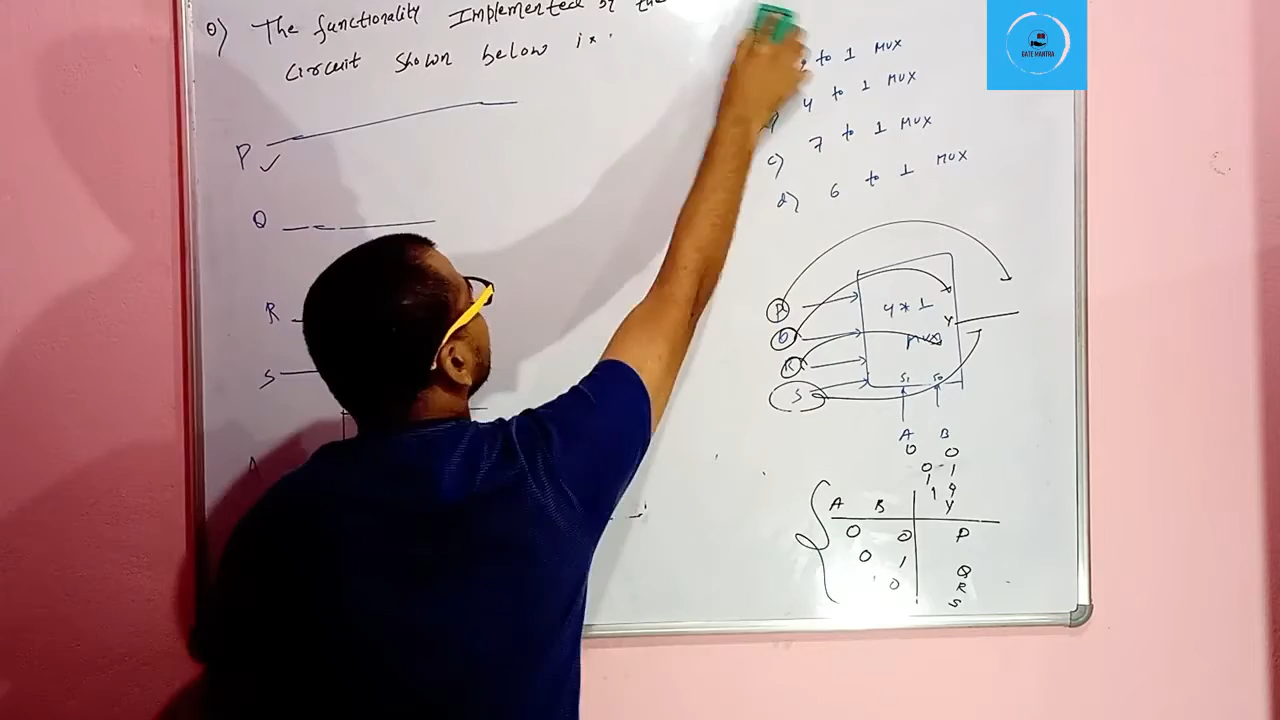 Q) The functionality Implemented by the
circuit shown below is.
P
Q
R
S
to 1 MUX
4 to 1 MUX
c) 7 to 1 MUX
d) 6 to 1 MUX
GATE MANTRA
P
Q
R
S
4*1
MUX
Y
S1 S0
A B
0 0
0 1
1 0
1 1
A B Y
0 0 P
0 1 Q
0 R
S